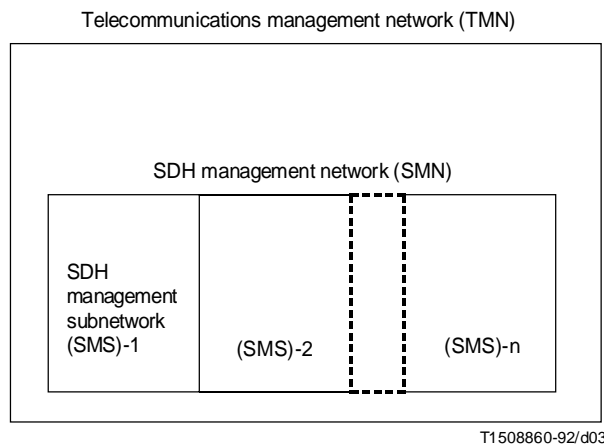 Telecommunications management network (TMN)
SDH management network (SMN)
SDH
management
subnetwork
(SMS)-1
(SMS)-2
(SMS)-n
T1508860-92/d03